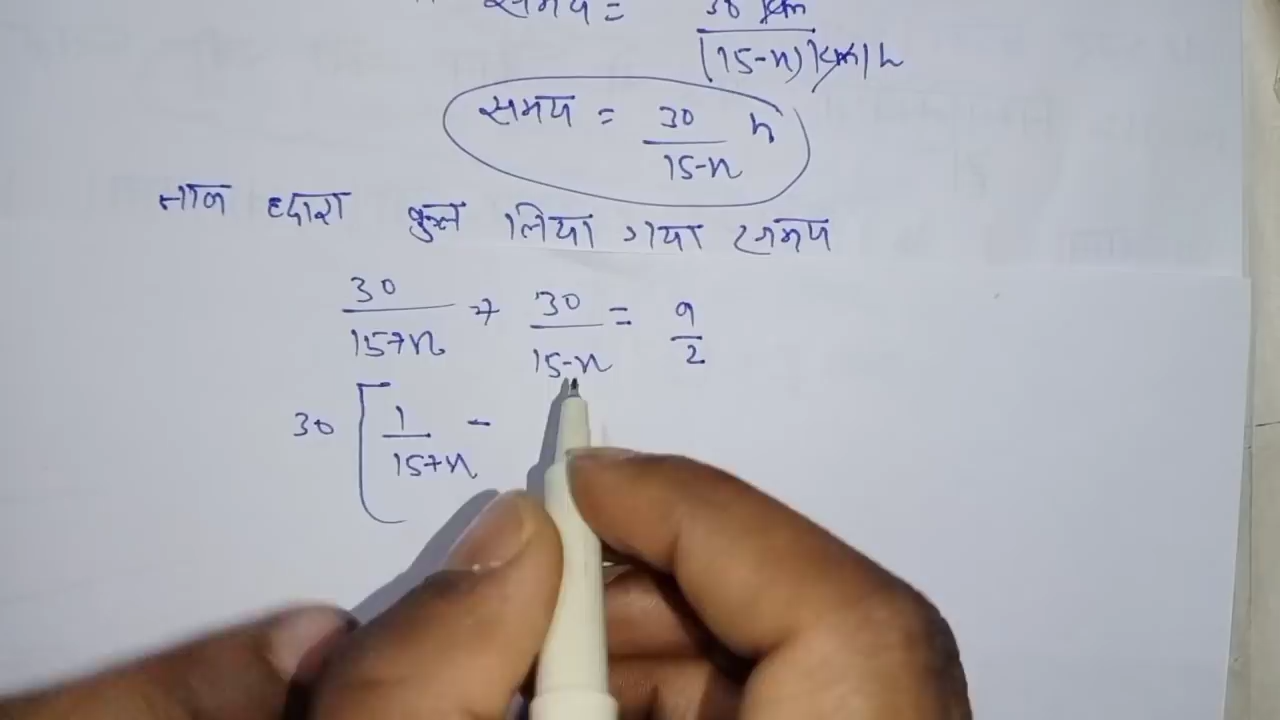 समय = 30 km
(15-x) km/h
समय = 30 h
15-x
नाव द्वारा कुल लिया गया समय
30 + 30 = 9
15+x 15-x 2
30 [ 1 -
15+x